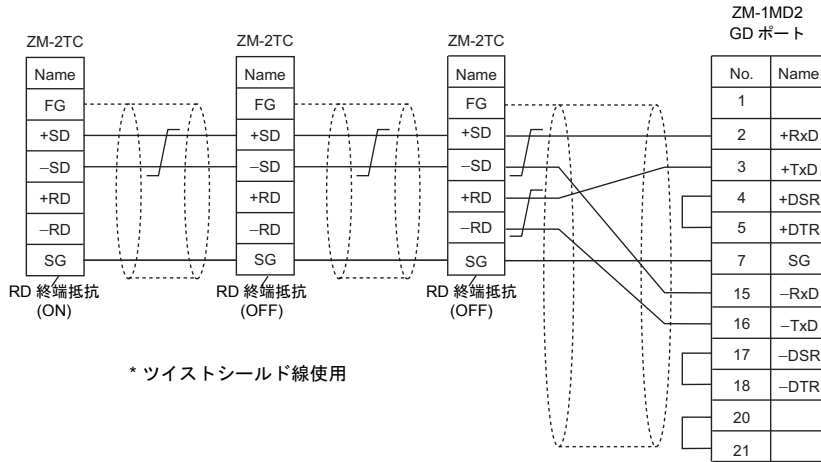 ZM-2TC
Name
FG
+SD
−SD
+RD
−RD
SG
RD 終端抵抗
(ON)
ZM-2TC
Name
FG
+SD
−SD
+RD
−RD
SG
RD 終端抵抗
(OFF)
ZM-2TC
Name
FG
+SD
−SD
+RD
−RD
SG
RD 終端抵抗
(OFF)
ZM-1MD2
GD ポート
No. Name
1
2 +RxD
3 +TxD
4 +DSR
5 +DTR
7 SG
15 −RxD
16 −TxD
17 −DSR
18 −DTR
20
21
* ツイストシールド線使用